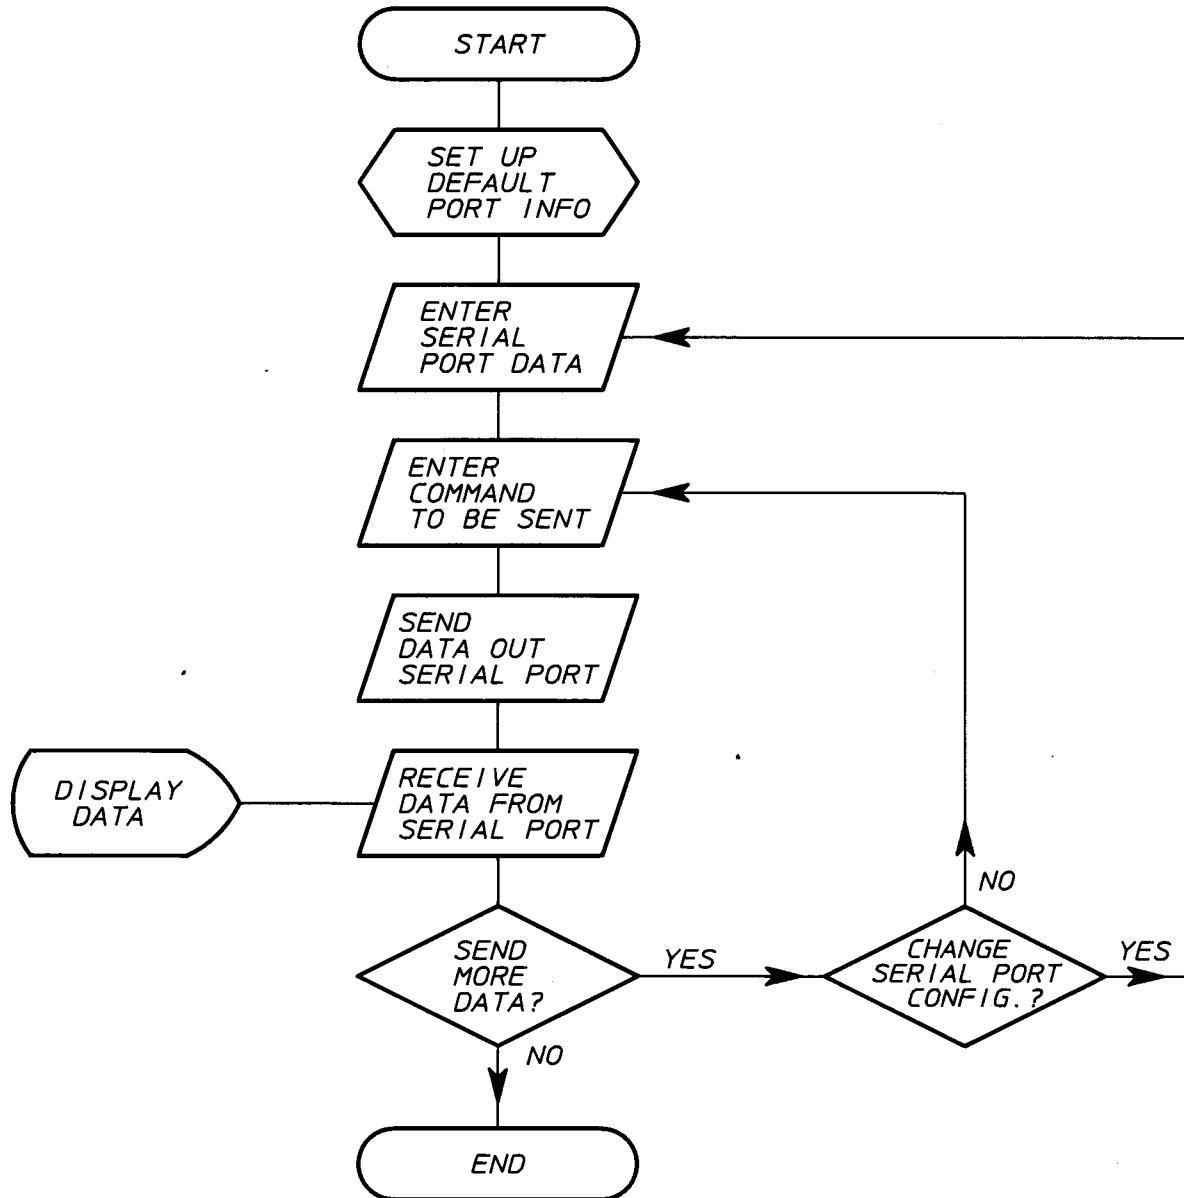 START
SET UP
DEFAULT
PORT INFO
ENTER
SERIAL
PORT DATA
ENTER
COMMAND
TO BE SENT
SEND
DATA OUT
SERIAL PORT
DISPLAY
DATA
RECEIVE
DATA FROM
SERIAL PORT
SEND
MORE
DATA?
YES
NO
CHANGE
SERIAL PORT
CONFIG.?
NO
YES
END